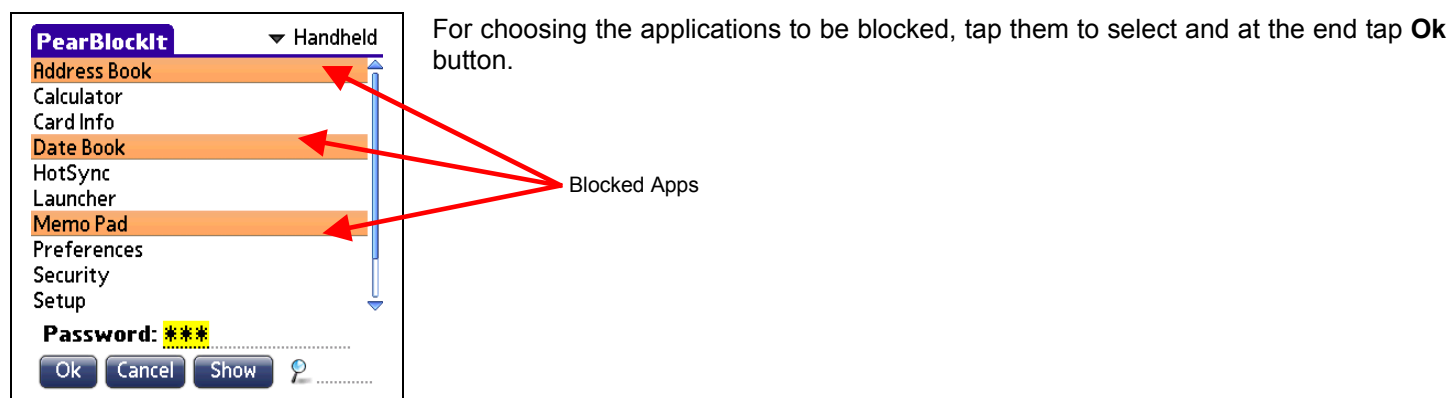 PearBlockIt
Handheld
Address Book
Calculator
Card Info
Date Book
HotSync
Launcher
Memo Pad
Preferences
Security
Setup
Password: ***
Ok Cancel Show
For choosing the applications to be blocked, tap them to select and at the end tap Ok
button.
Blocked Apps